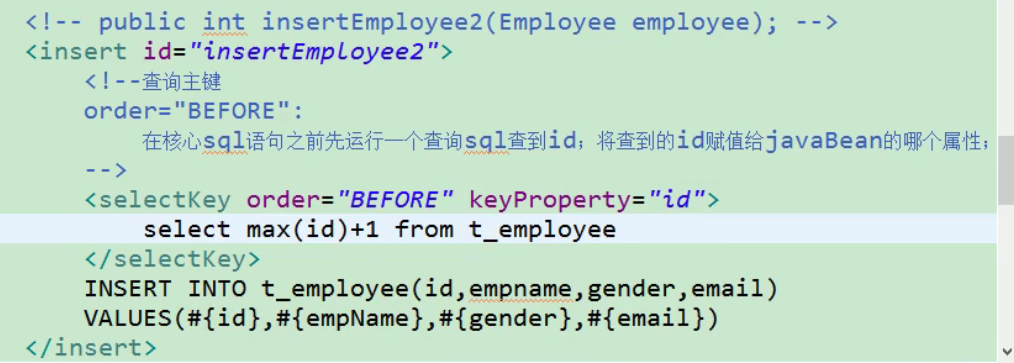 <!-- public int insertEmployee2(Employee employee); -->
<insert id="insertEmployee2">
<!--查询主键
order="BEFORE":
在核心sql语句之前先运行一个查询sql查到id；将查到的id赋值给javaBean的哪个属性；
-->
<selectKey order="BEFORE" keyProperty="id">
select max(id)+1 from t_employee
</selectKey>
INSERT INTO t_employee(id,empname,gender,email)
VALUES(#{id},#{empName},#{gender},#{email})
</insert>